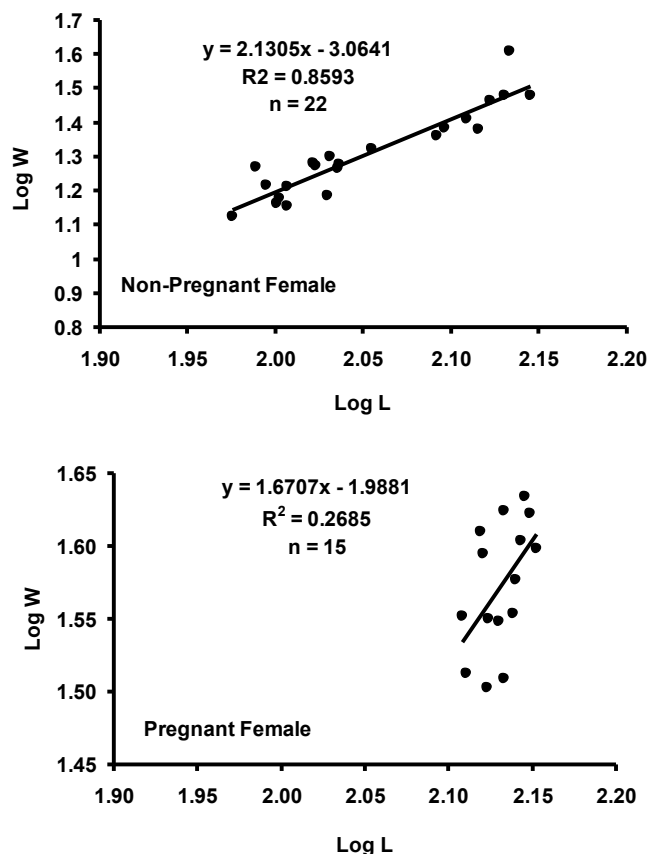 1.7
y = 2.1305x - 3.0641
1.6
R2 = 0.8593
1.5
n = 22
1.4
1.3
1.2
1.1
1
0.9
0.8
Log W
Non-Pregnant Female
1.90 1.95 2.00 2.05 2.10 2.15 2.20
Log L
1.65
y = 1.6707x - 1.9881
R² = 0.2685
n = 15
1.60
1.55
1.50
1.45
Log W
Pregnant Female
1.90 1.95 2.00 2.05 2.10 2.15 2.20
Log L